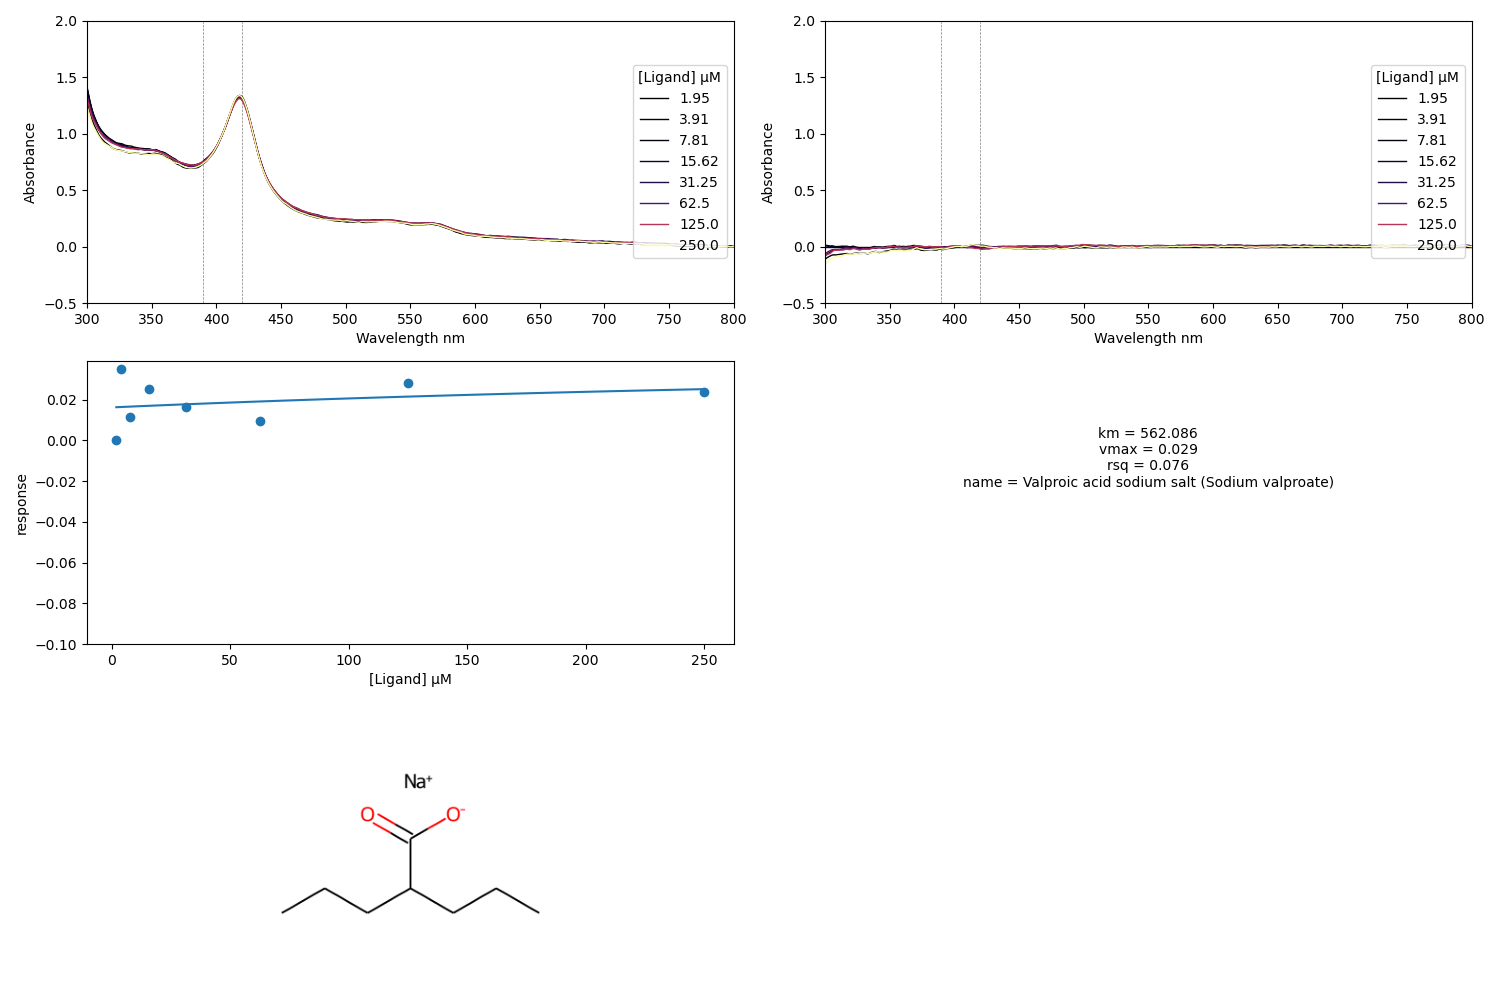 2.0
1.5
1.0
0.5
0.0
−0.5
Absorbance
300 350 400 450 500 550 600 650 700 750 800
Wavelength nm
[Ligand] μM
1.95
3.91
7.81
15.62
31.25
62.5
125.0
250.0
2.0
1.5
1.0
0.5
0.0
−0.5
Absorbance
300 350 400 450 500 550 600 650 700 750 800
Wavelength nm
[Ligand] μM
1.95
3.91
7.81
15.62
31.25
62.5
125.0
250.0
0.02
0.00
−0.02
−0.04
−0.06
−0.08
−0.10
response
0 50 100 150 200 250
[Ligand] μM
km = 562.086
vmax = 0.029
rsq = 0.076
name = Valproic acid sodium salt (Sodium valproate)
Na⁺
O O⁻